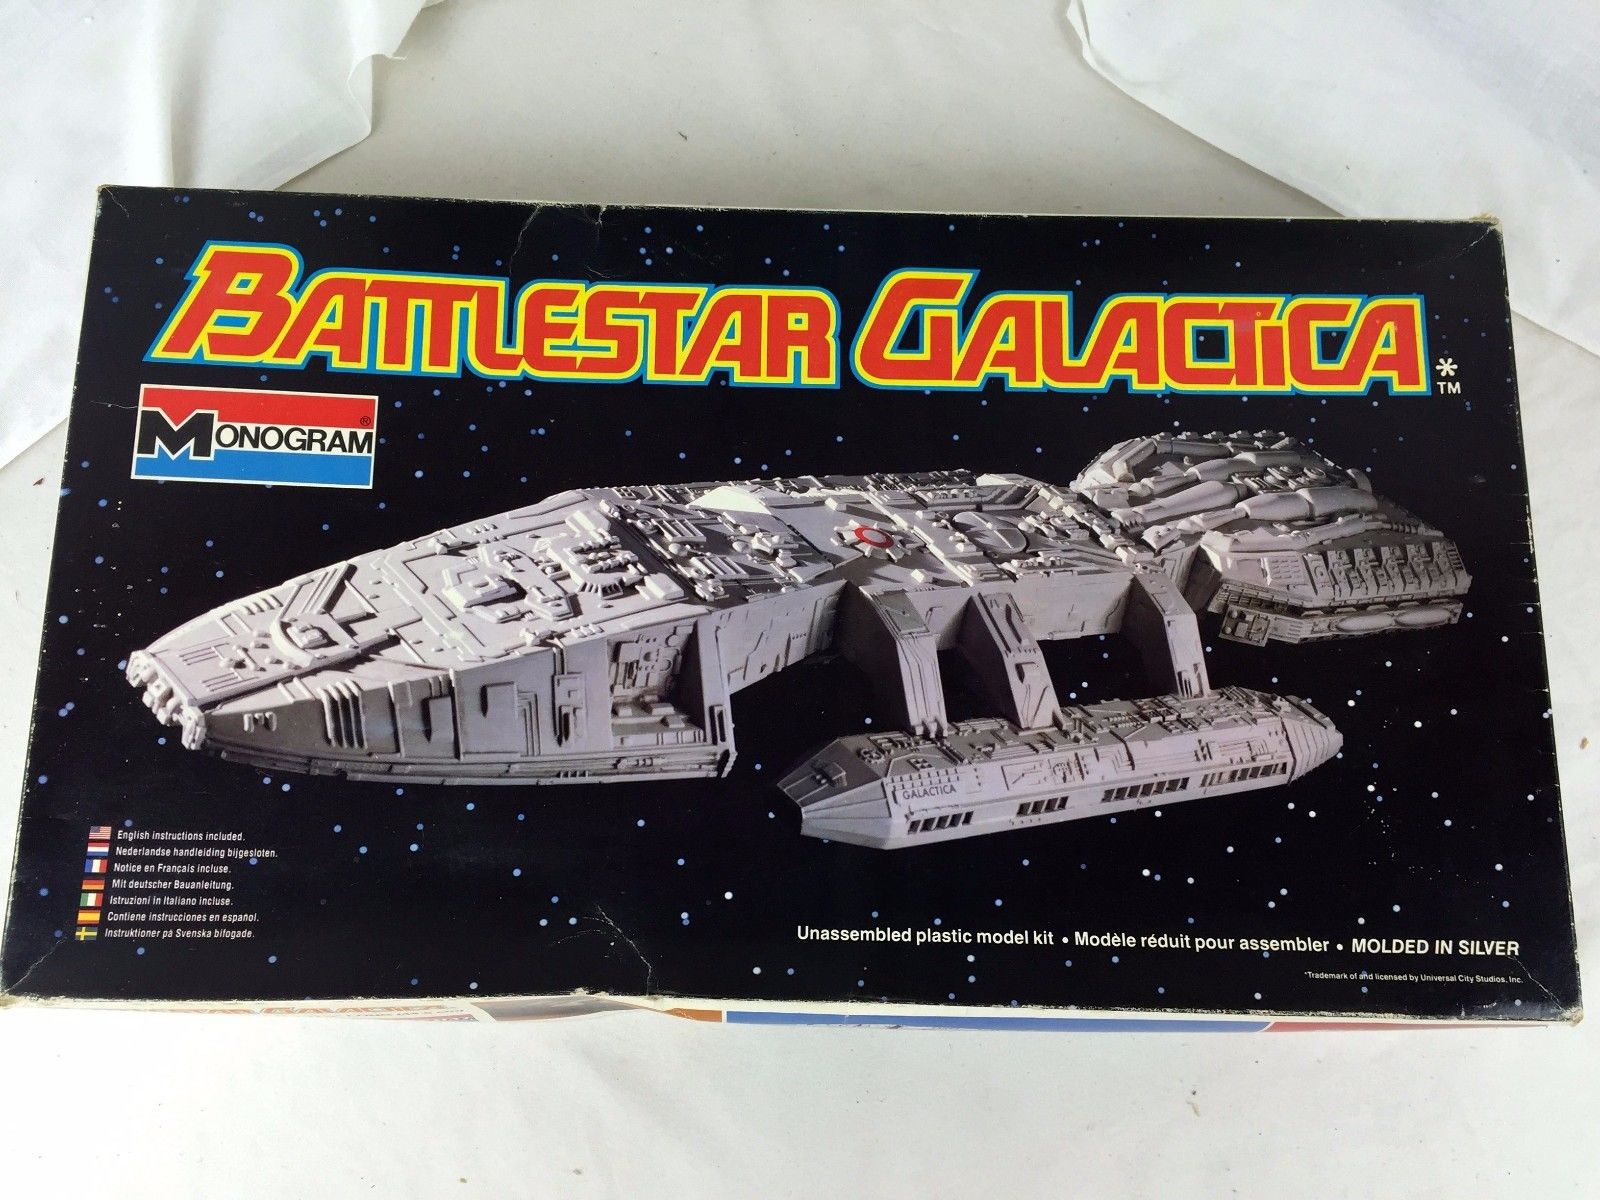 BATTLESTAR GALACTICA
*
TM
MONOGRAM®
GALACTICA
English instructions included.
Nederlandse handleiding bijgesloten.
Notice en Français incluse.
Mit deutscher Bauanleitung.
Istruzioni in Italiano incluse.
Contiene instrucciones en español.
Instruktioner på Svenska bifogade.
Unassembled plastic model kit • Modèle réduit pour assembler • MOLDED IN SILVER
*Trademark of and licensed by Universal City Studios, Inc.